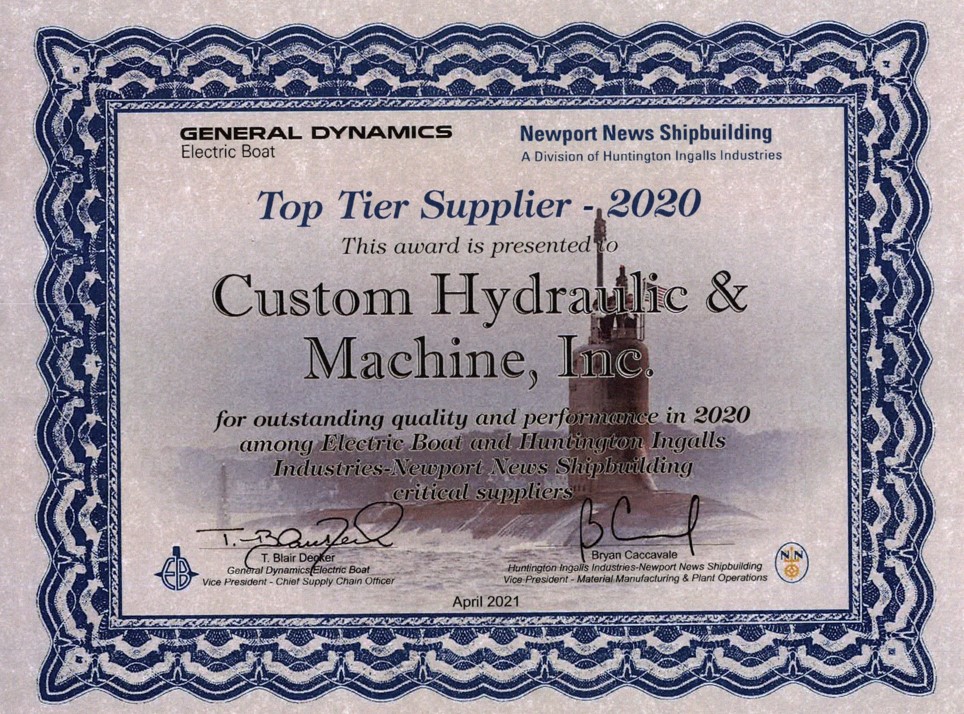 GENERAL DYNAMICS
Electric Boat
Newport News Shipbuilding
A Division of Huntington Ingalls Industries
Top Tier Supplier - 2020
This award is presented to
Custom Hydraulic &
Machine, Inc.
for outstanding quality and performance in 2020
among Electric Boat and Huntington Ingalls
Industries-Newport News Shipbuilding
critical suppliers
T. Blair Decker
General Dynamics Electric Boat
Vice President - Chief Supply Chain Officer
EB
Bryan Caccavale
Huntington Ingalls Industries-Newport News Shipbuilding
Vice President - Material Manufacturing & Plant Operations
NN
April 2021